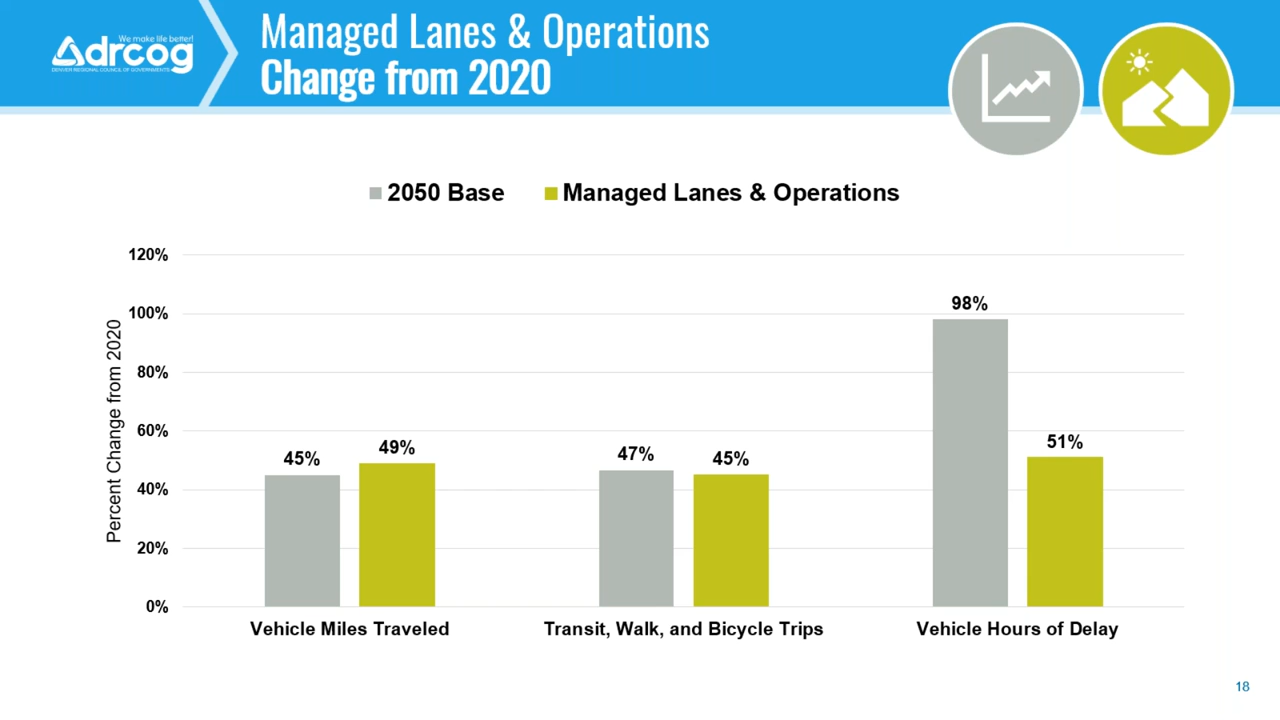 We make life better!
drcog
DENVER REGIONAL COUNCIL OF GOVERNMENTS
Managed Lanes & Operations
Change from 2020
2050 Base
Managed Lanes & Operations
Percent Change from 2020
120%
100%
80%
60%
40%
20%
0%
45%
49%
47%
45%
98%
51%
Vehicle Miles Traveled
Transit, Walk, and Bicycle Trips
Vehicle Hours of Delay
18